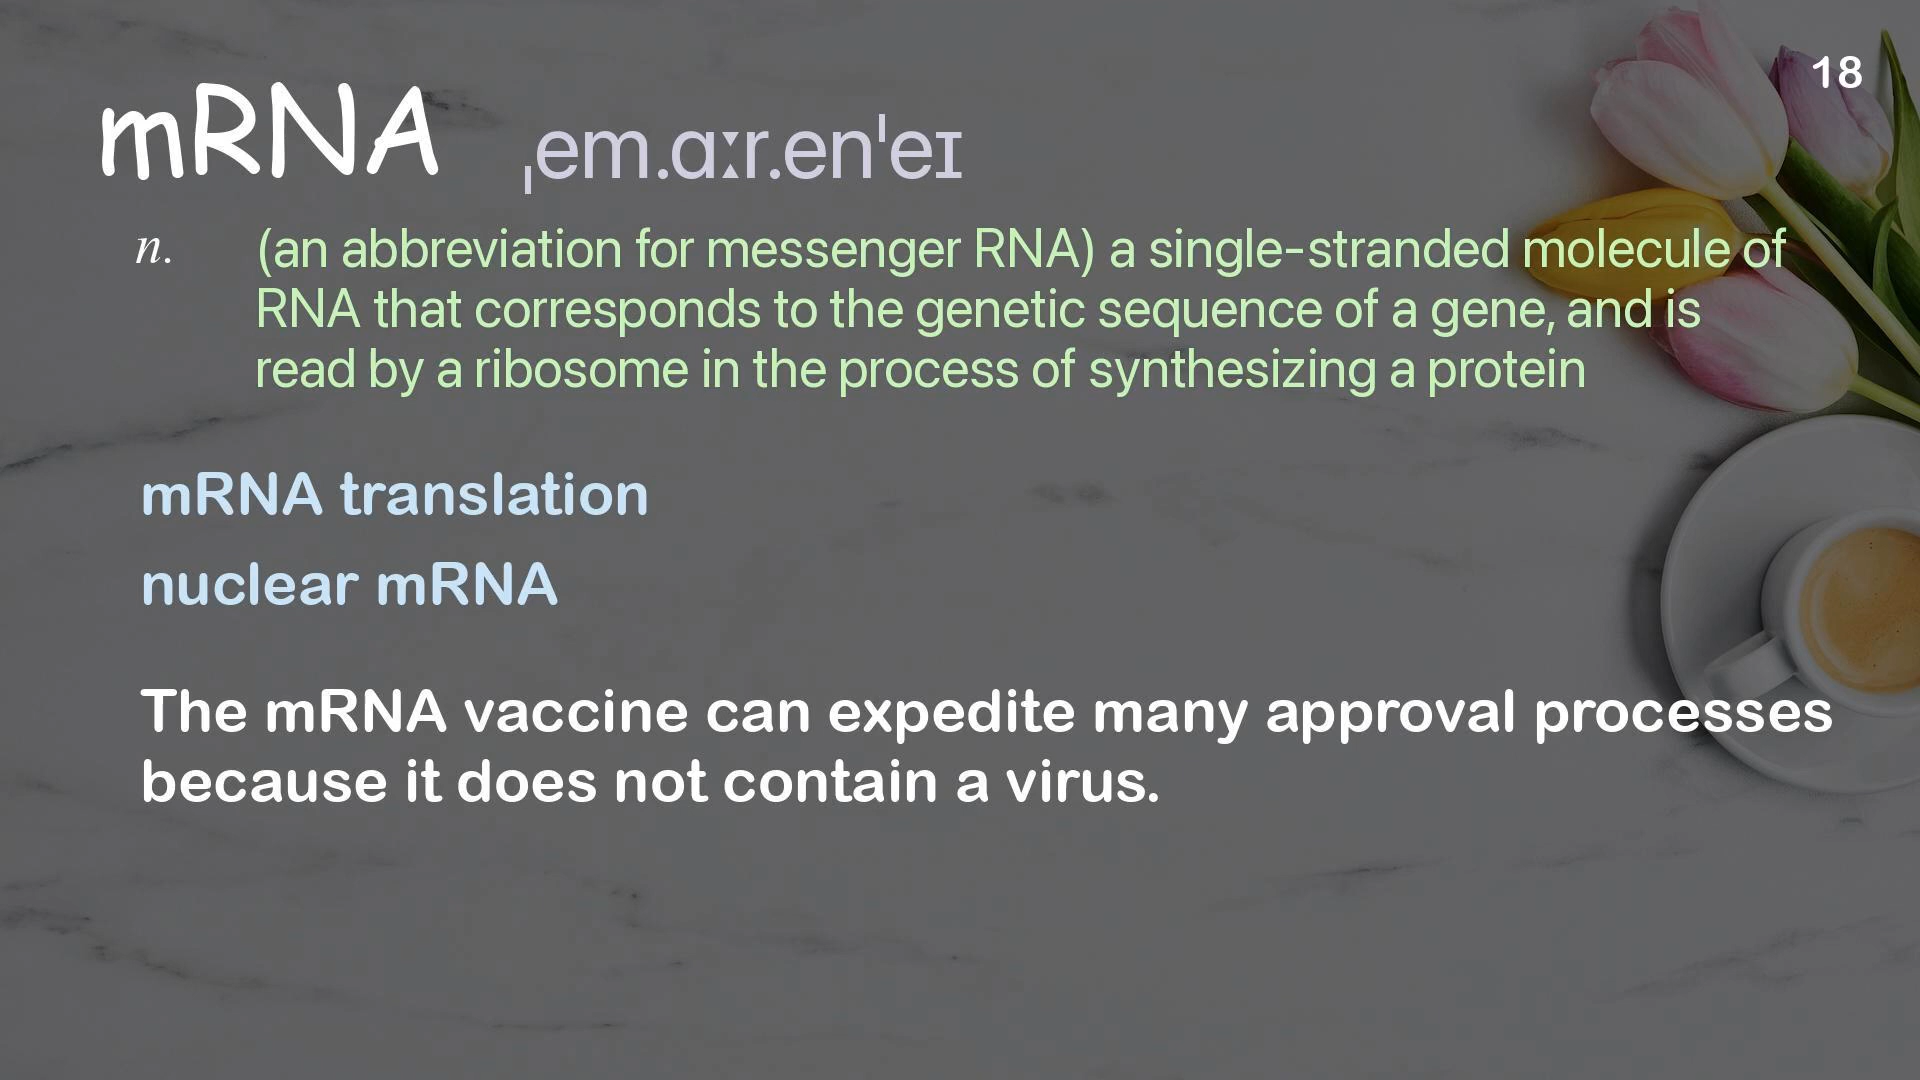 18
mRNA ˌem.ɑːr.enˈeɪ
n. (an abbreviation for messenger RNA) a single-stranded molecule of
RNA that corresponds to the genetic sequence of a gene, and is
read by a ribosome in the process of synthesizing a protein
mRNA translation
nuclear mRNA
The mRNA vaccine can expedite many approval processes
because it does not contain a virus.